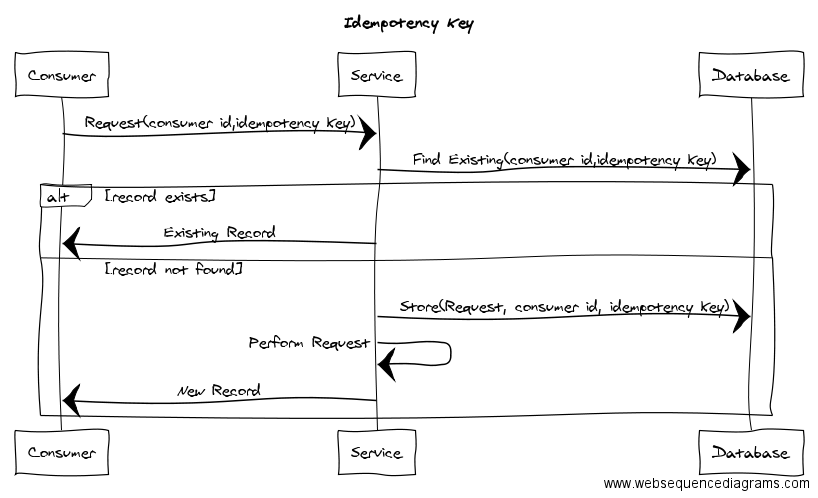 Idempotency Key
Consumer
Service
Database
Request(consumer id,idempotency key)
Find Existing(consumer id,idempotency key)
alt
[record exists]
Existing Record
[record not found]
Store(Request, consumer id, idempotency key)
Perform Request
New Record
Consumer
Service
Database
www.websequencediagrams.com